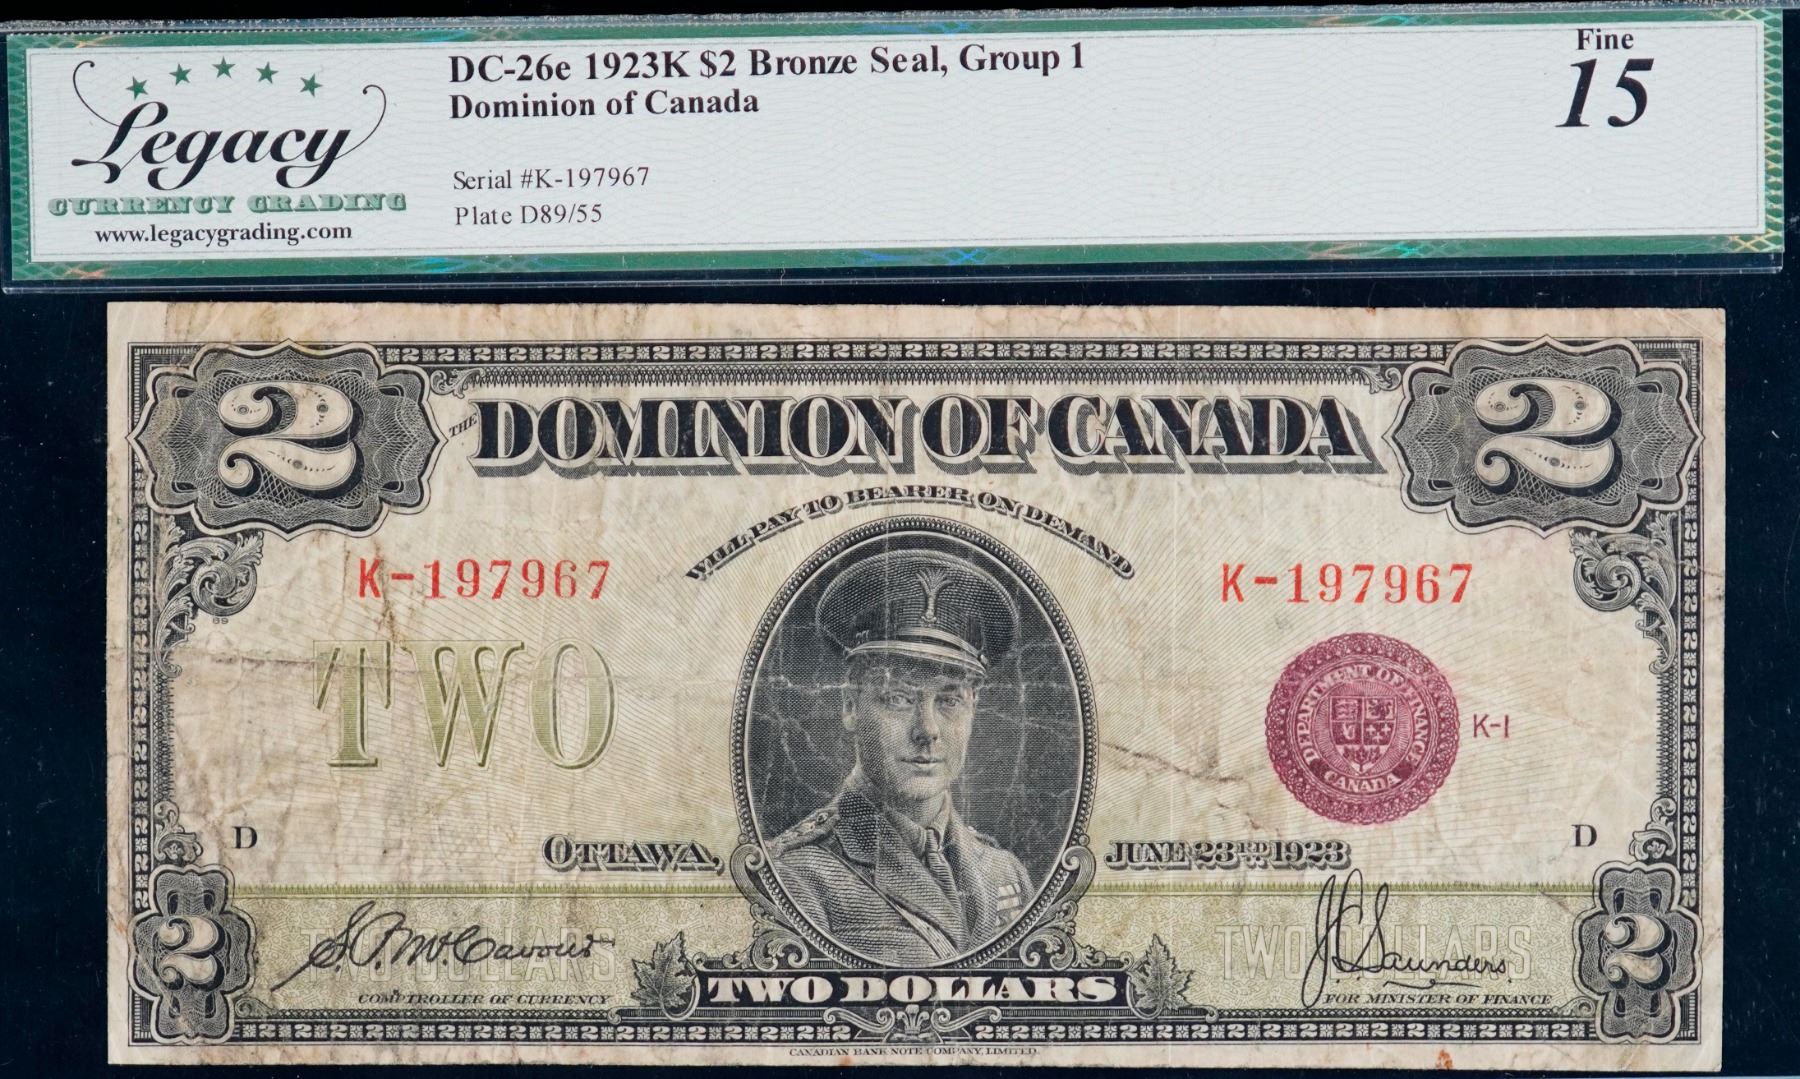 DC-26e 1923K $2 Bronze Seal, Group 1
Dominion of Canada
Serial #K-197967
Plate D89/55
Fine
15
Legacy
CURRENCY GRADING
www.legacygrading.com
2 2
THE DOMINION OF CANADA
WILL PAY TO BEARER ON DEMAND
K-197967 K-197967
89
TWO
DEPARTMENT OF FINANCE
CANADA
K-1
D D
OTTAWA, JUNE 23RD 1923
TWO DOLLARS TWO DOLLARS
S.P. McCavour J.C. Saunders
COMPTROLLER OF CURRENCY FOR MINISTER OF FINANCE
2 TWO DOLLARS 2
CANADIAN BANK NOTE COMPANY, LIMITED.